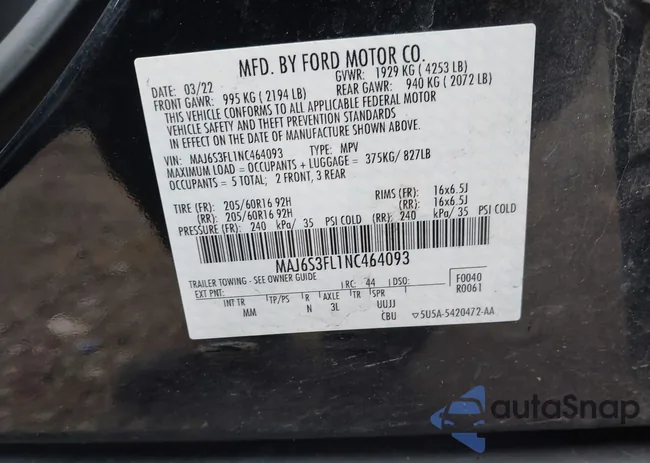 MFD. BY FORD MOTOR CO.
DATE: 03/22 GVWR: 1929 KG ( 4253 LB)
FRONT GAWR: 995 KG ( 2194 LB) REAR GAWR: 940 KG ( 2072 LB)
THIS VEHICLE CONFORMS TO ALL APPLICABLE FEDERAL MOTOR
VEHICLE SAFETY AND THEFT PREVENTION STANDARDS
IN EFFECT ON THE DATE OF MANUFACTURE SHOWN ABOVE.
VIN: MAJ6S3FL1NC464093 TYPE: MPV
MAXIMUM LOAD = OCCUPANTS + LUGGAGE = 375KG/ 827LB
OCCUPANTS = 5 TOTAL; 2 FRONT, 3 REAR
TIRE (FR): 205/60R16 92H RIMS (FR): 16x6.5J
(RR): 205/60R16 92H (RR): 16x6.5J
PRESSURE (FR): 240 kPa/ 35 PSI COLD (RR): 240 kPa/ 35 PSI COLD
MAJ6S3FL1NC464093
TRAILER TOWING - SEE OWNER GUIDE
EXT PNT: RC: 44 DSO: F0040
R0061
INT TR TP/PS R AXLE TR SPR
MM N 3L UUJJ
CBU ▽5U5A-5420472-AA
autoSnap